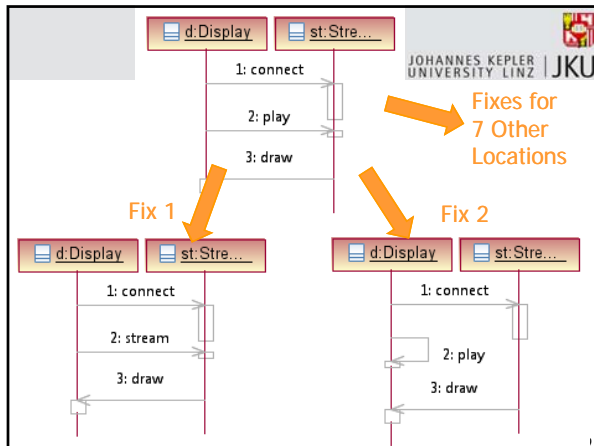 d:Display st:Stre...
JOHANNES KEPLER
UNIVERSITY LINZ JKU
1: connect
2: play
3: draw
Fixes for
7 Other
Locations
Fix 1
Fix 2
d:Display st:Stre...
1: connect
2: stream
3: draw
d:Display st:Stre...
1: connect
2: play
3: draw